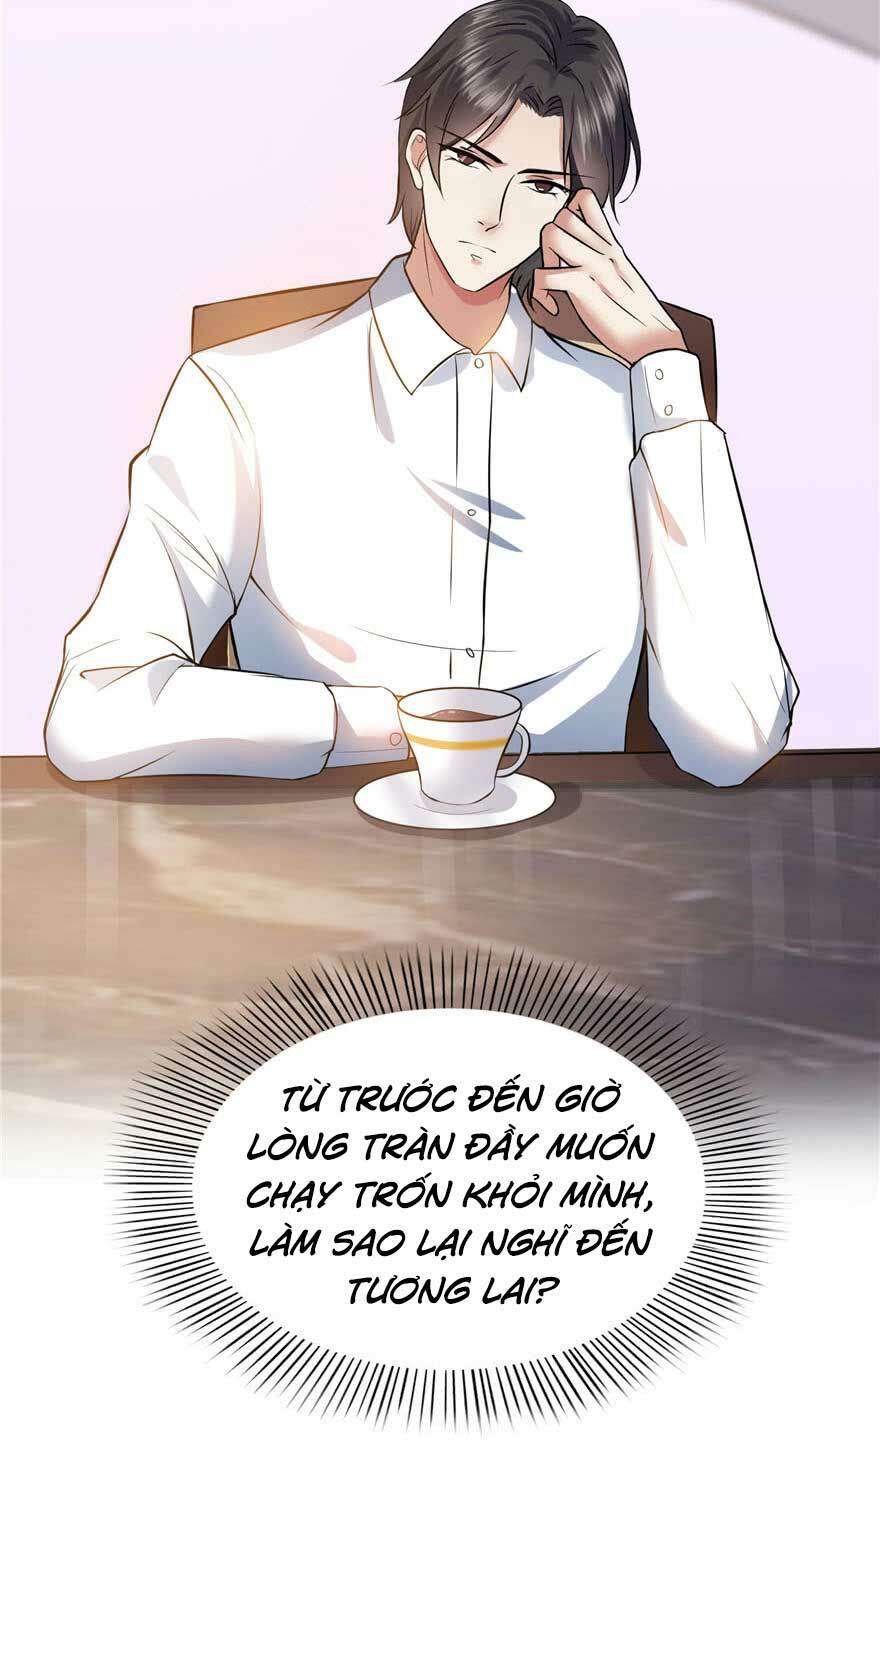 TỪ TRƯỚC ĐẾN GIỜ
LÒNG TRÀN ĐẦY MUỐN
CHẠY TRỐN KHỎI MÌNH,
LÀM SAO LẠI NGHĨ ĐẾN
TƯƠNG LAI?